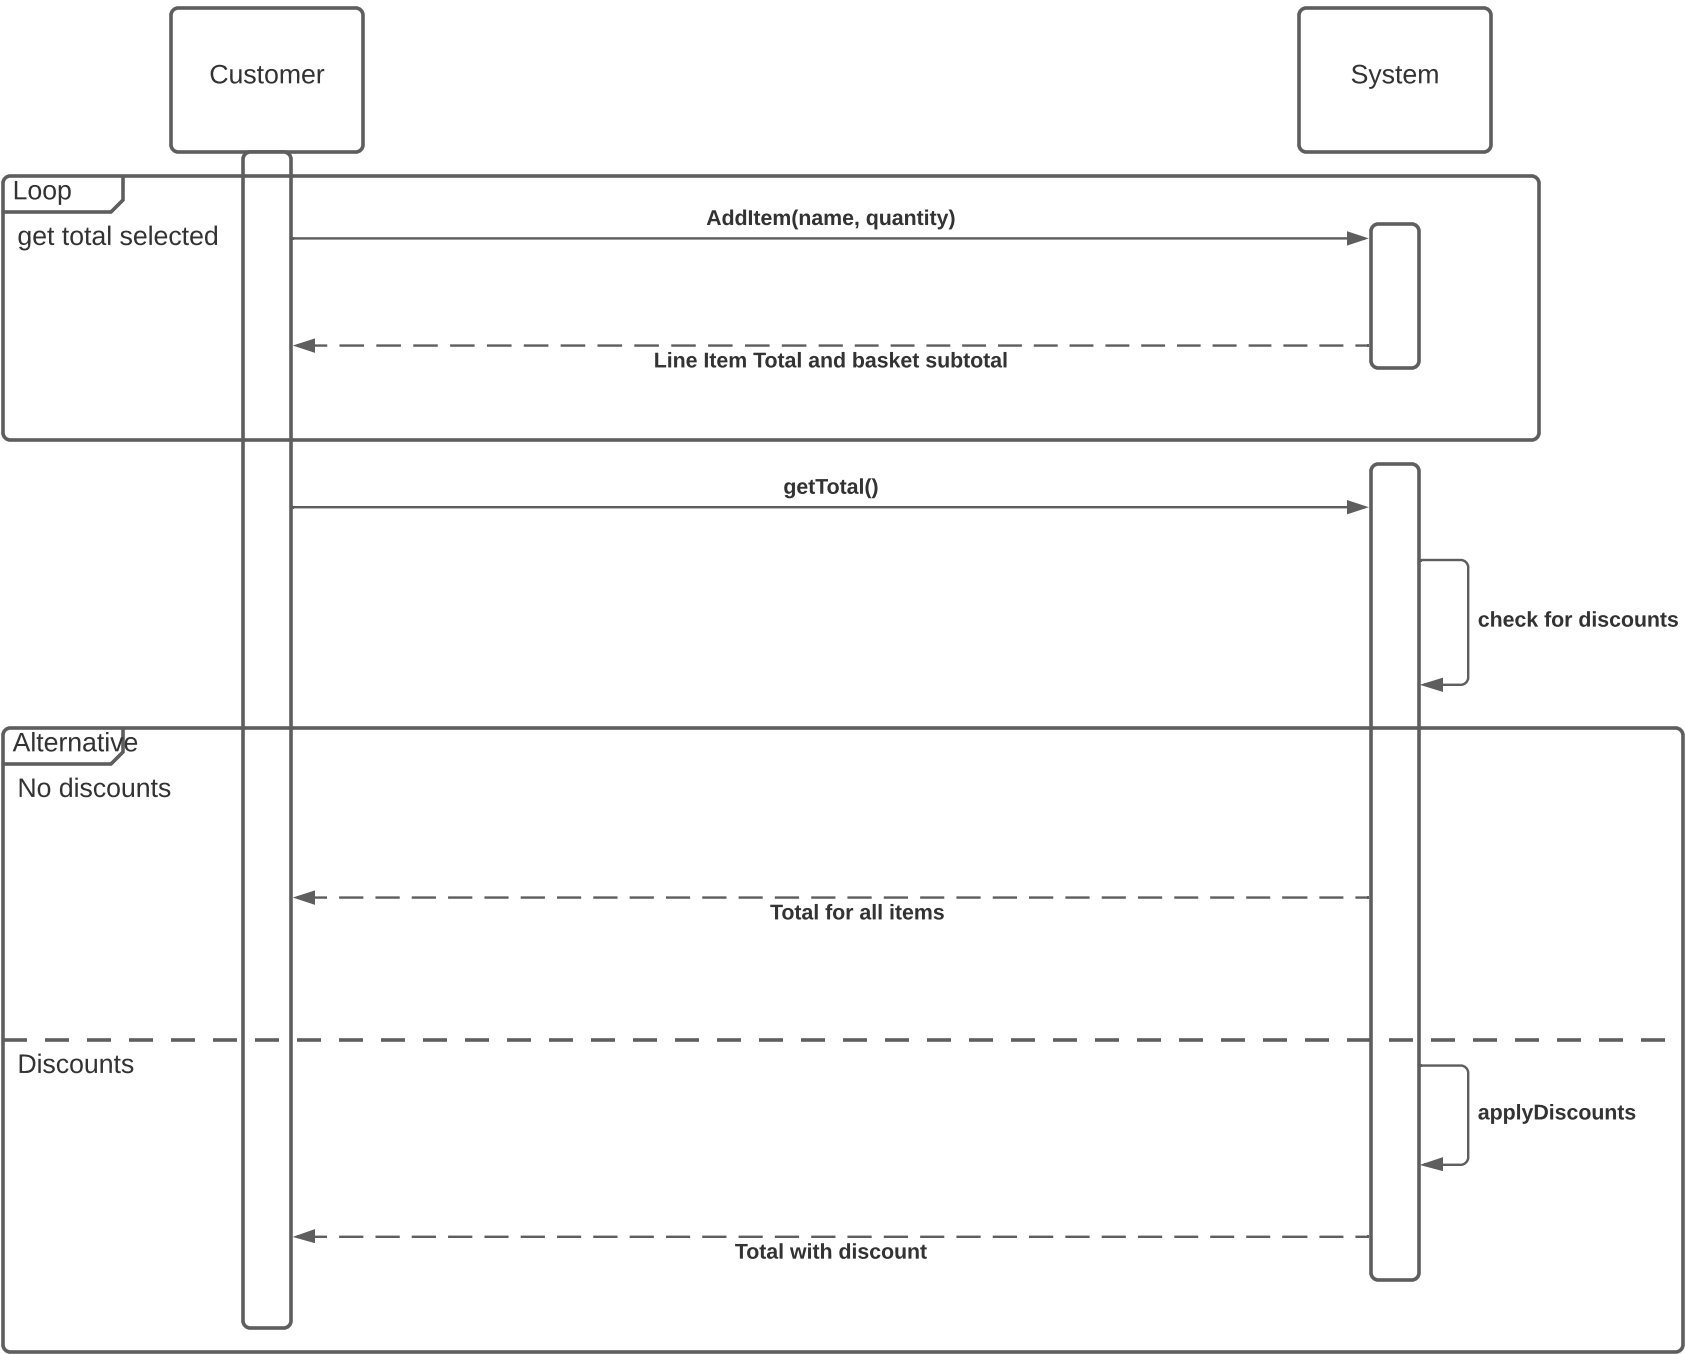 Customer
System
Loop
get total selected
AddItem(name, quantity)
Line Item Total and basket subtotal
getTotal()
check for discounts
Alternative
No discounts
Total for all items
Discounts
applyDiscounts
Total with discount